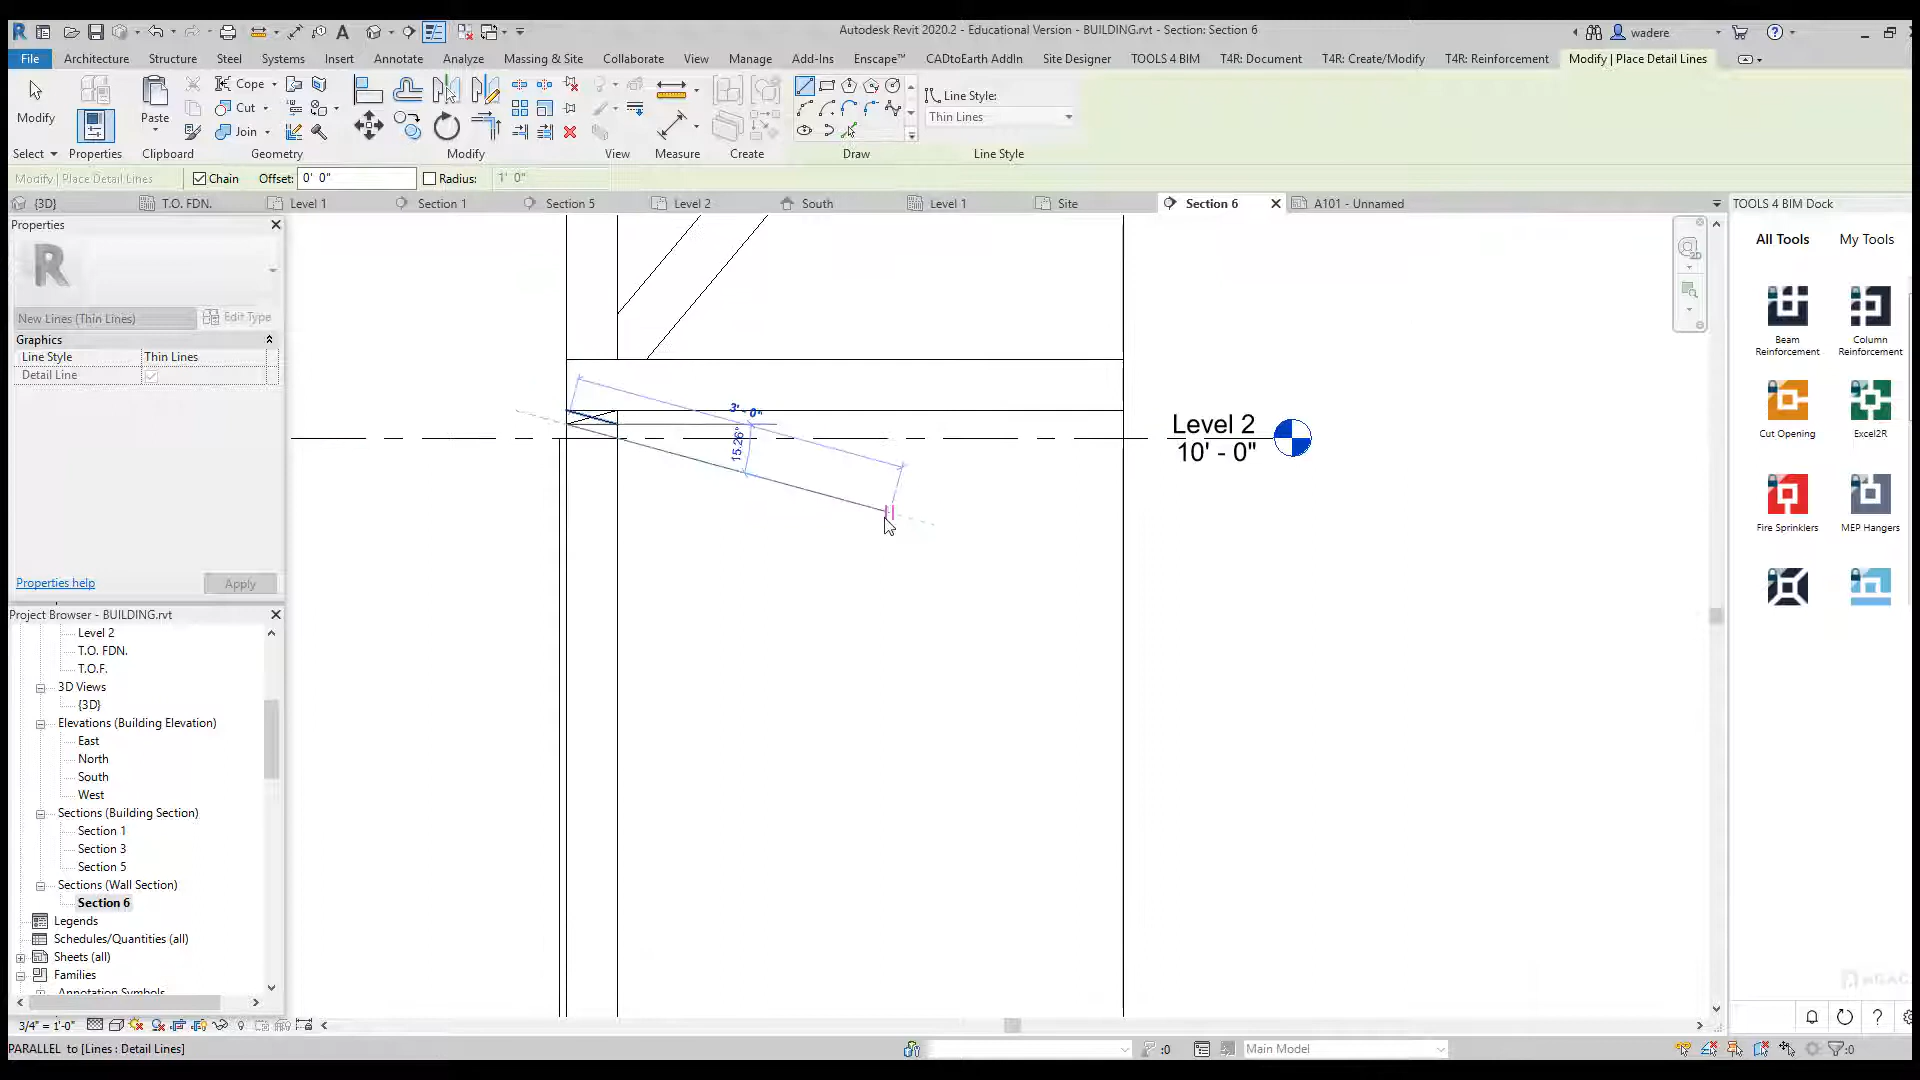 Autodesk Revit 2020.2 - Educational Version - BUILDING.rvt - Section: Section 6
wadere
File Architecture Structure Steel Systems Insert Annotate Analyze Massing & Site Collaborate View Manage Add-Ins Enscape™ CADtoEarth AddIn Site Designer TOOLS 4 BIM T4R: Document T4R: Create/Modify T4R: Reinforcement Modify | Place Detail Lines
Cope
Line Style:
Cut
Thin Lines
Modify
Paste
Join
Select Properties Clipboard Geometry Modify View Measure Create Draw Line Style
Modify | Place Detail Lines Chain Offset: 0' 0" Radius: 1' 0"
{3D} T.O. FDN. Level 1 Section 1 Section 5 Level 2 South Level 1 Site Section 6 A101 - Unnamed
TOOLS 4 BIM Dock
Properties
All Tools My Tools
New Lines (Thin Lines) Edit Type
Graphics
Line Style Thin Lines
Detail Line
Properties help Apply
3' - 0"
15.26°
Level 2
10' - 0"
Beam
Reinforcement
Column
Reinforcement
Cut Opening
Excel2R
Fire Sprinklers
MEP Hangers
Project Browser - BUILDING.rvt
Level 2
T.O. FDN.
T.O.F.
3D Views
{3D}
Elevations (Building Elevation)
East
North
South
West
Sections (Building Section)
Section 1
Section 3
Section 5
Sections (Wall Section)
Section 6
Legends
Schedules/Quantities (all)
Sheets (all)
Families
Annotation Symbols
3/4" = 1'-0"
PARALLEL to [Lines : Detail Lines]
:0
Main Model
:0